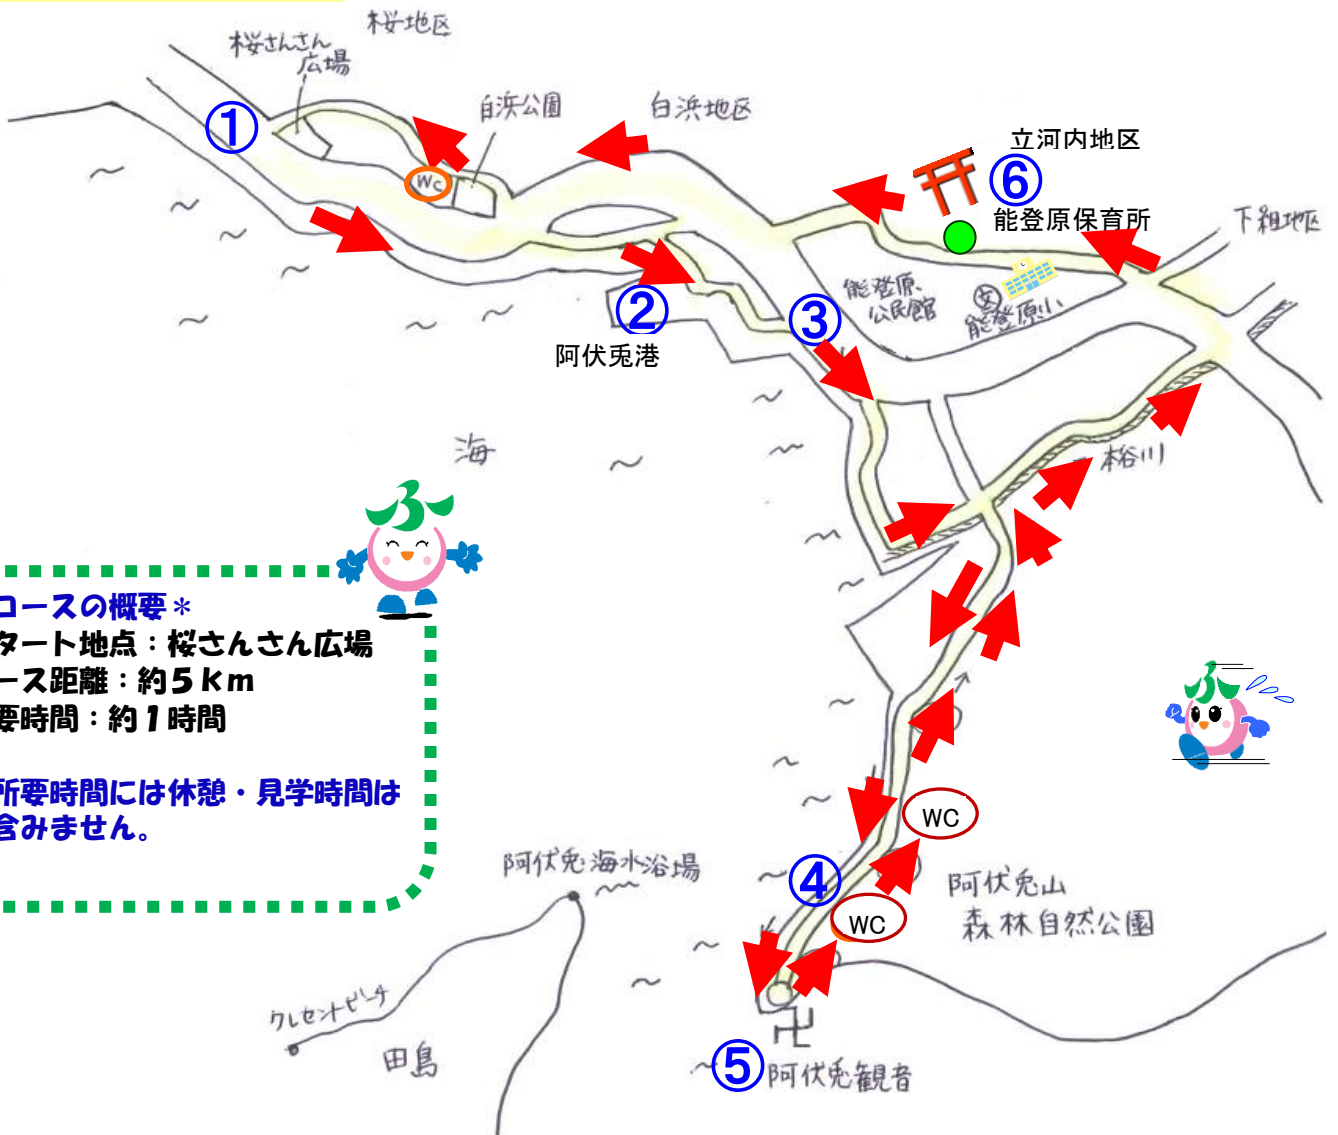 桜地区
桜さんさん
広場
①
白浜公園
白浜地区
WC
立河内地区
⑥
能登原保育所
下組地区
能登原
公民館
文
能登原小
②
阿伏兎港
③
海
本谷川
ふ
コースの概要＊
タート地点：桜さんさん広場
ース距離：約５ｋｍ
要時間：約１時間
所要時間には休憩・見学時間は
含みません。
ふ
WC
④
WC
阿伏兎海水浴場
阿伏兎山
森林自然公園
クレセントビーチ
田島
卍
⑤
阿伏兎観音